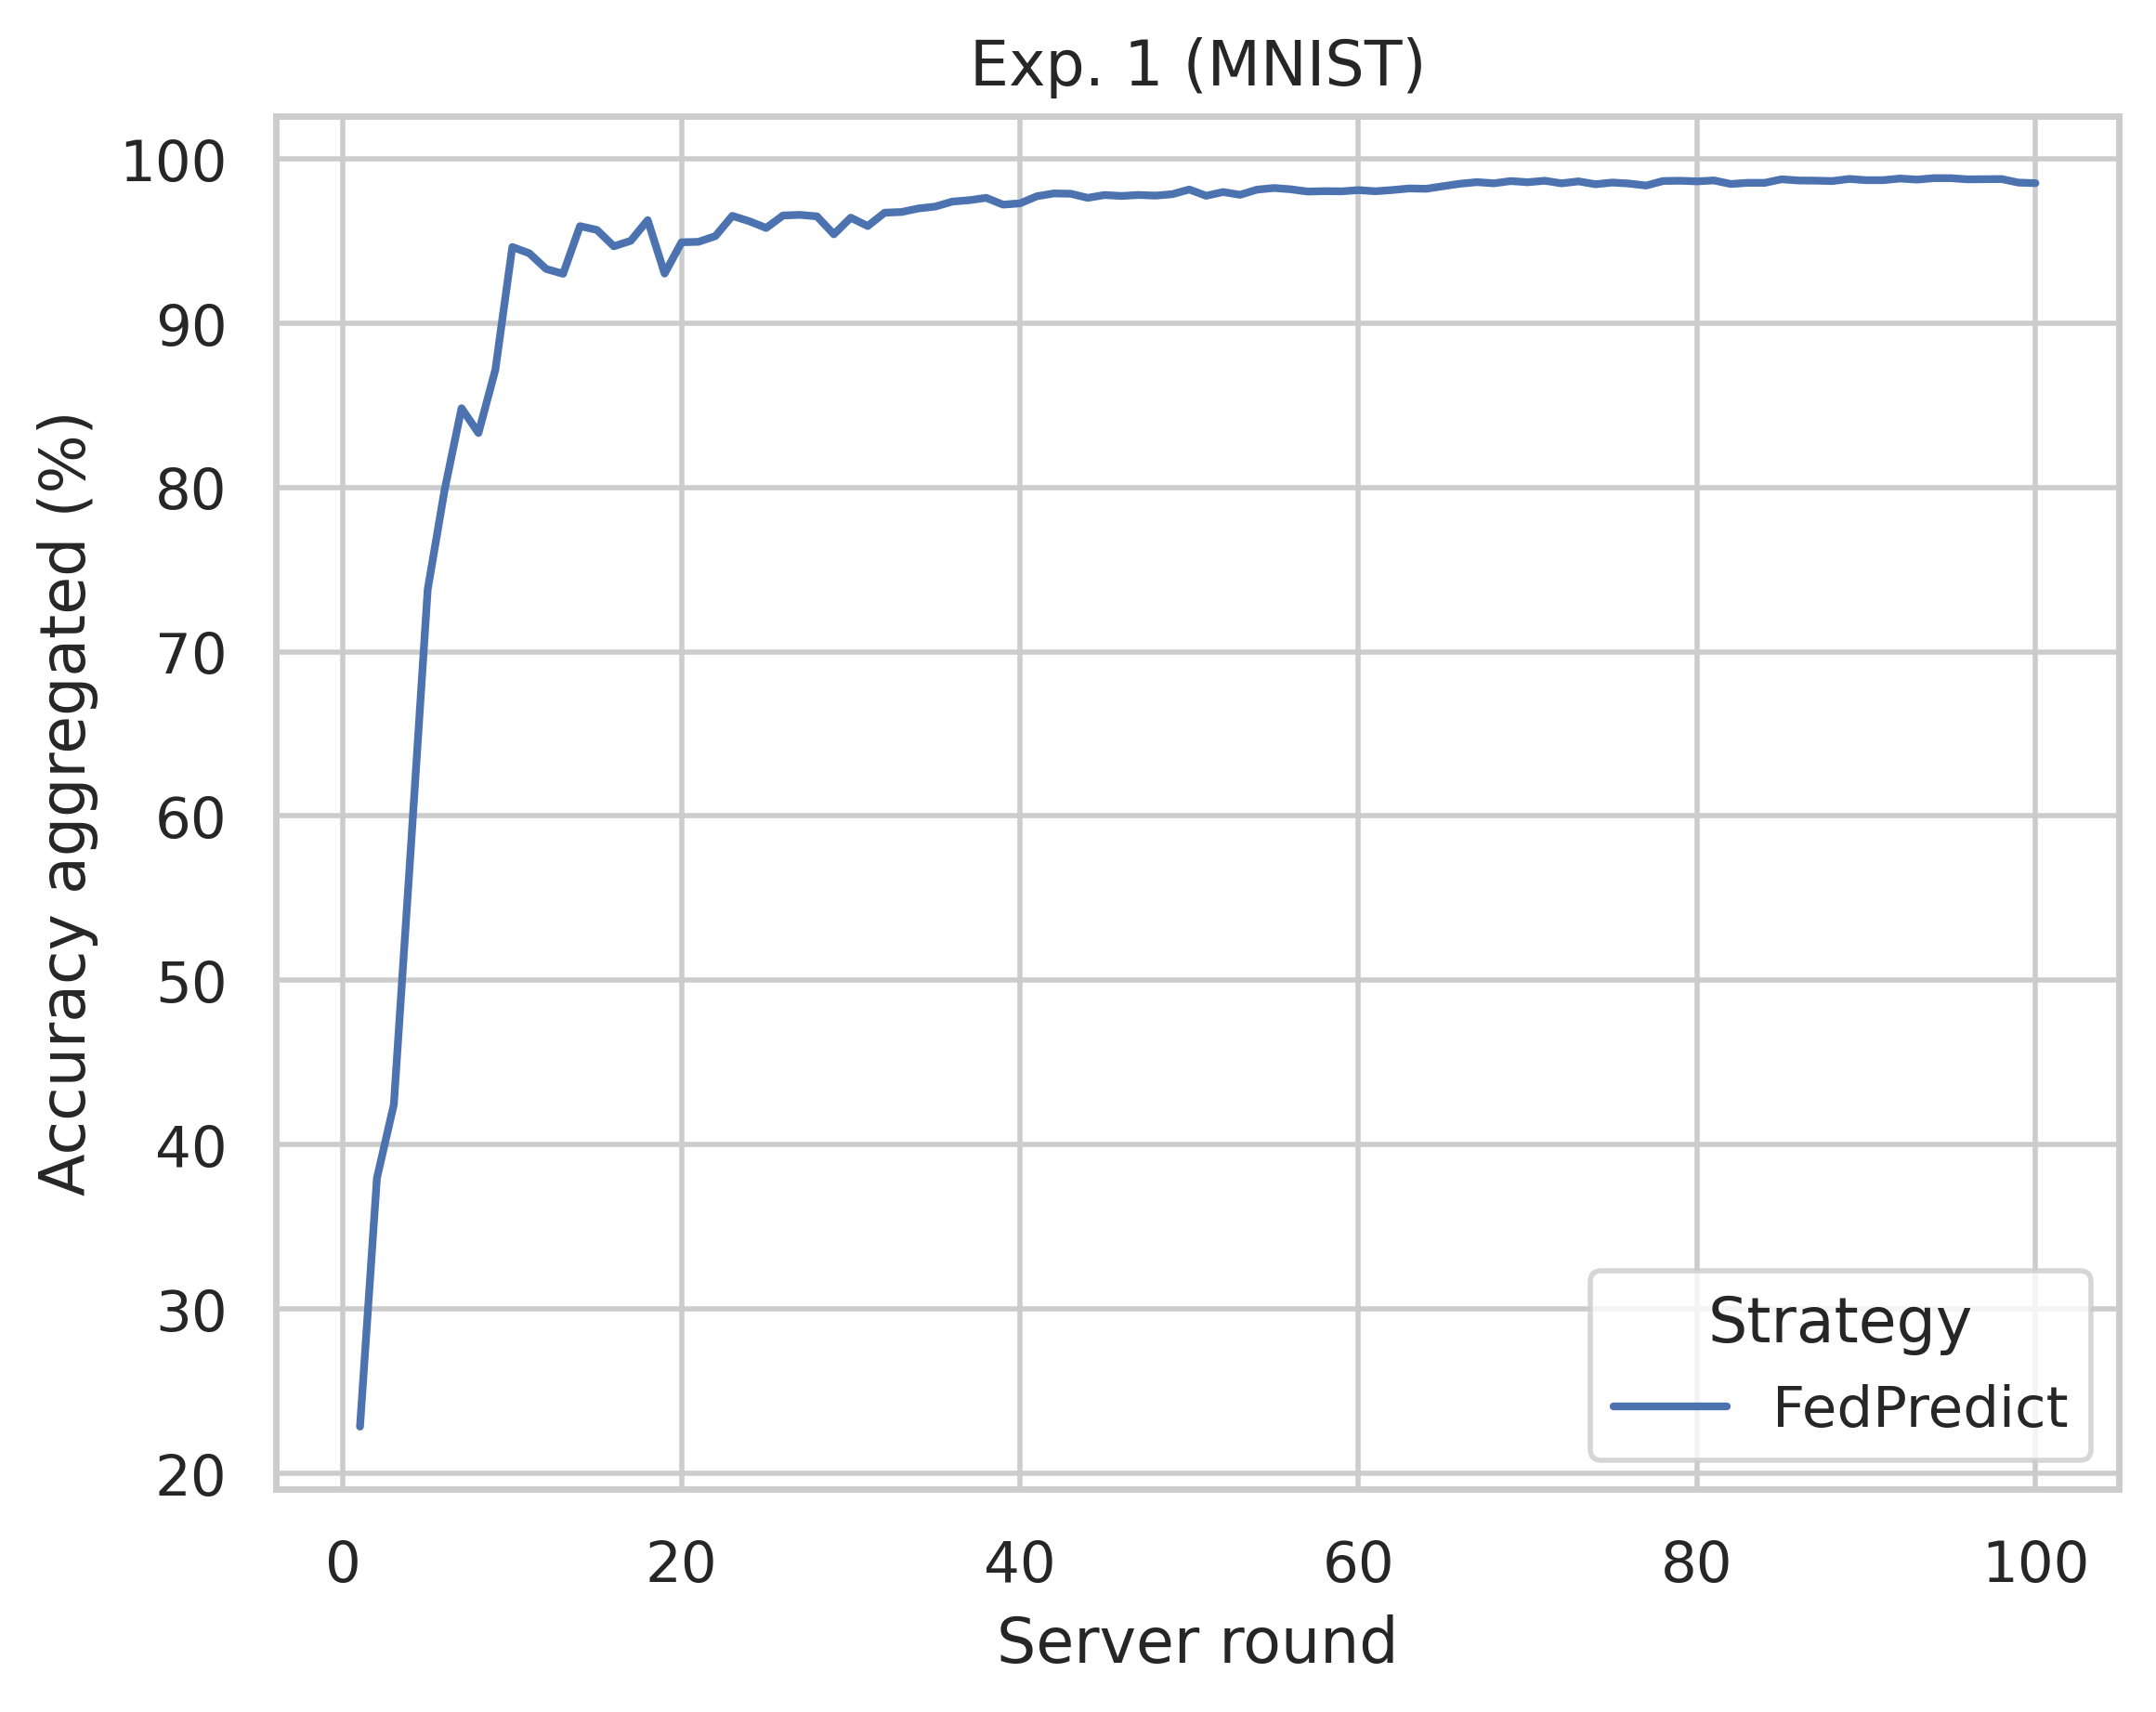 Exp. 1 (MNIST)
100
90
80
70
60
50
40
30
20
Accuracy aggregated (%)
Strategy
FedPredict
0 20 40 60 80 100
Server round